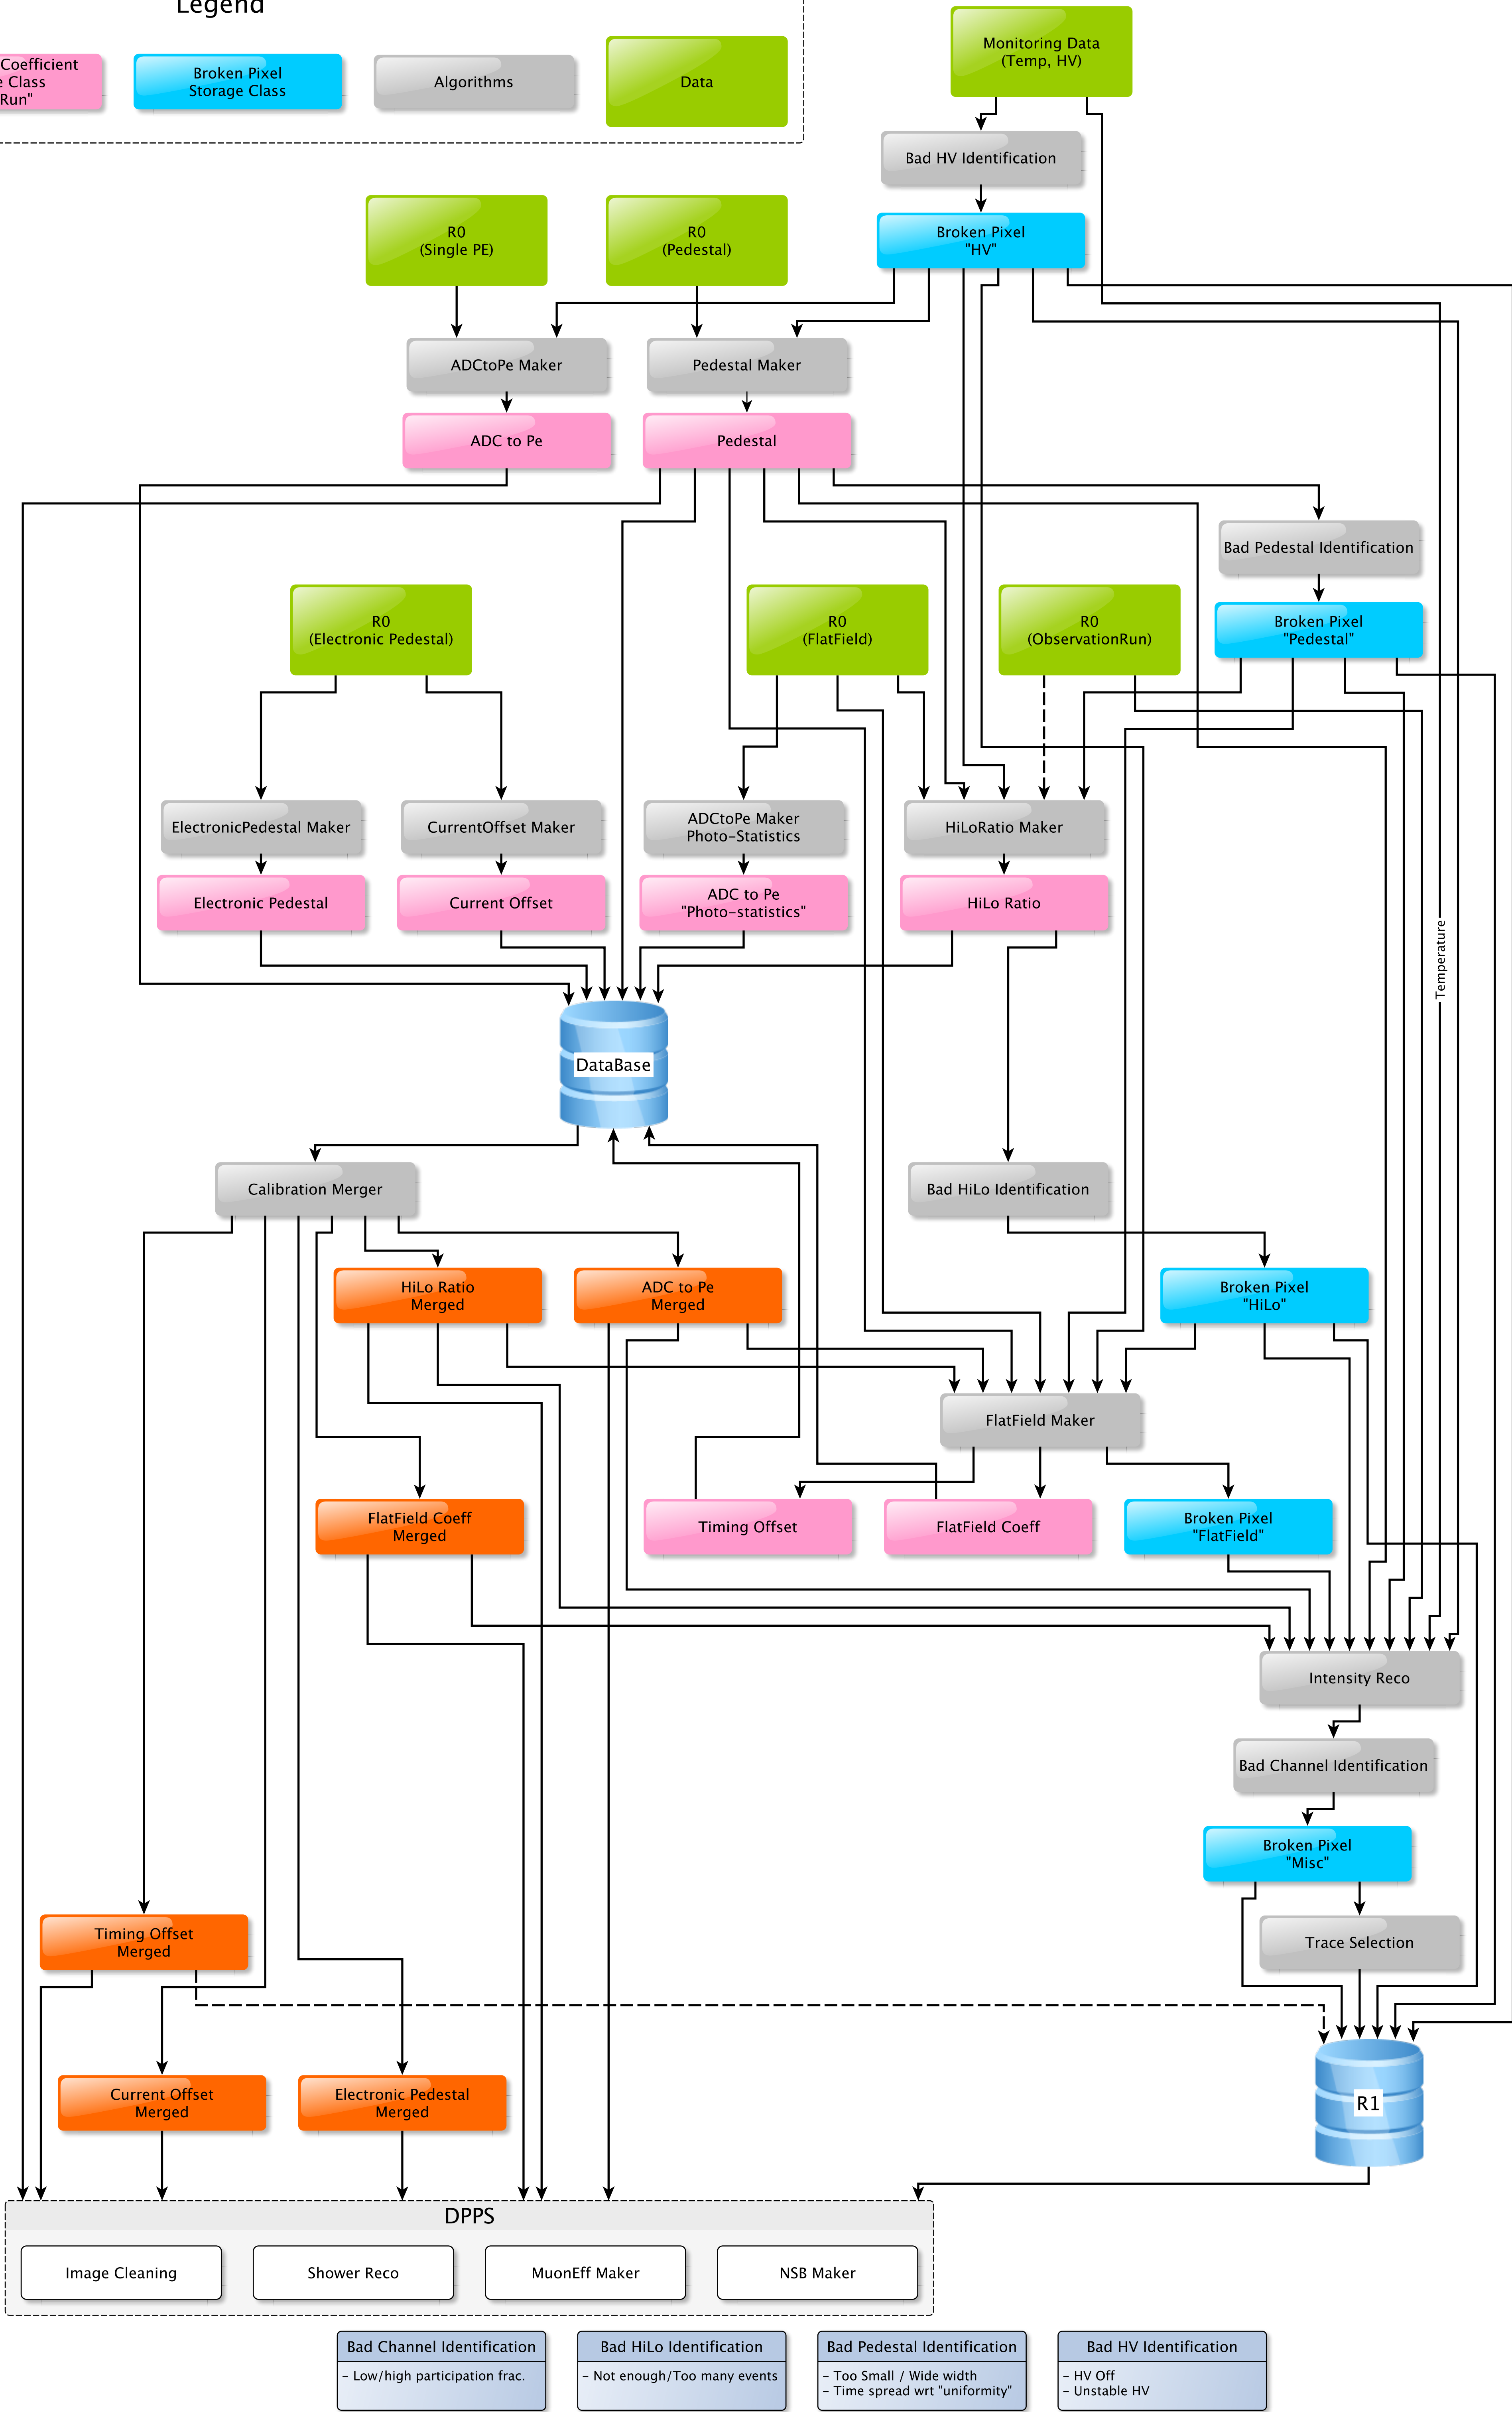 Legend
Coefficient
Class
Run"
Broken Pixel
Storage Class
Algorithms
Data
Monitoring Data
(Temp, HV)
Bad HV Identification
Broken Pixel
"HV"
R0
(Single PE)
R0
(Pedestal)
ADCtoPe Maker
Pedestal Maker
ADC to Pe
Pedestal
Bad Pedestal Identification
Broken Pixel
"Pedestal"
R0
(Electronic Pedestal)
R0
(FlatField)
R0
(ObservationRun)
ElectronicPedestal Maker
CurrentOffset Maker
ADCtoPe Maker
Photo-Statistics
HiLoRatio Maker
Electronic Pedestal
Current Offset
ADC to Pe
"Photo-statistics"
HiLo Ratio
Temperature
DataBase
Calibration Merger
Bad HiLo Identification
HiLo Ratio
Merged
ADC to Pe
Merged
Broken Pixel
"HiLo"
FlatField Maker
FlatField Coeff
Merged
Timing Offset
FlatField Coeff
Broken Pixel
"FlatField"
Intensity Reco
Bad Channel Identification
Broken Pixel
"Misc"
Timing Offset
Merged
Trace Selection
Current Offset
Merged
Electronic Pedestal
Merged
R1
DPPS
Image Cleaning
Shower Reco
MuonEff Maker
NSB Maker
Bad Channel Identification
- Low/high participation frac.
Bad HiLo Identification
- Not enough/Too many events
Bad Pedestal Identification
- Too Small / Wide width
- Time spread wrt "uniformity"
Bad HV Identification
- HV Off
- Unstable HV